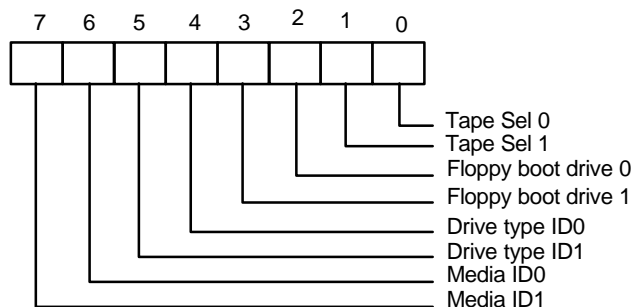 7 6 5 4 3 2 1 0
Tape Sel 0
Tape Sel 1
Floppy boot drive 0
Floppy boot drive 1
Drive type ID0
Drive type ID1
Media ID0
Media ID1